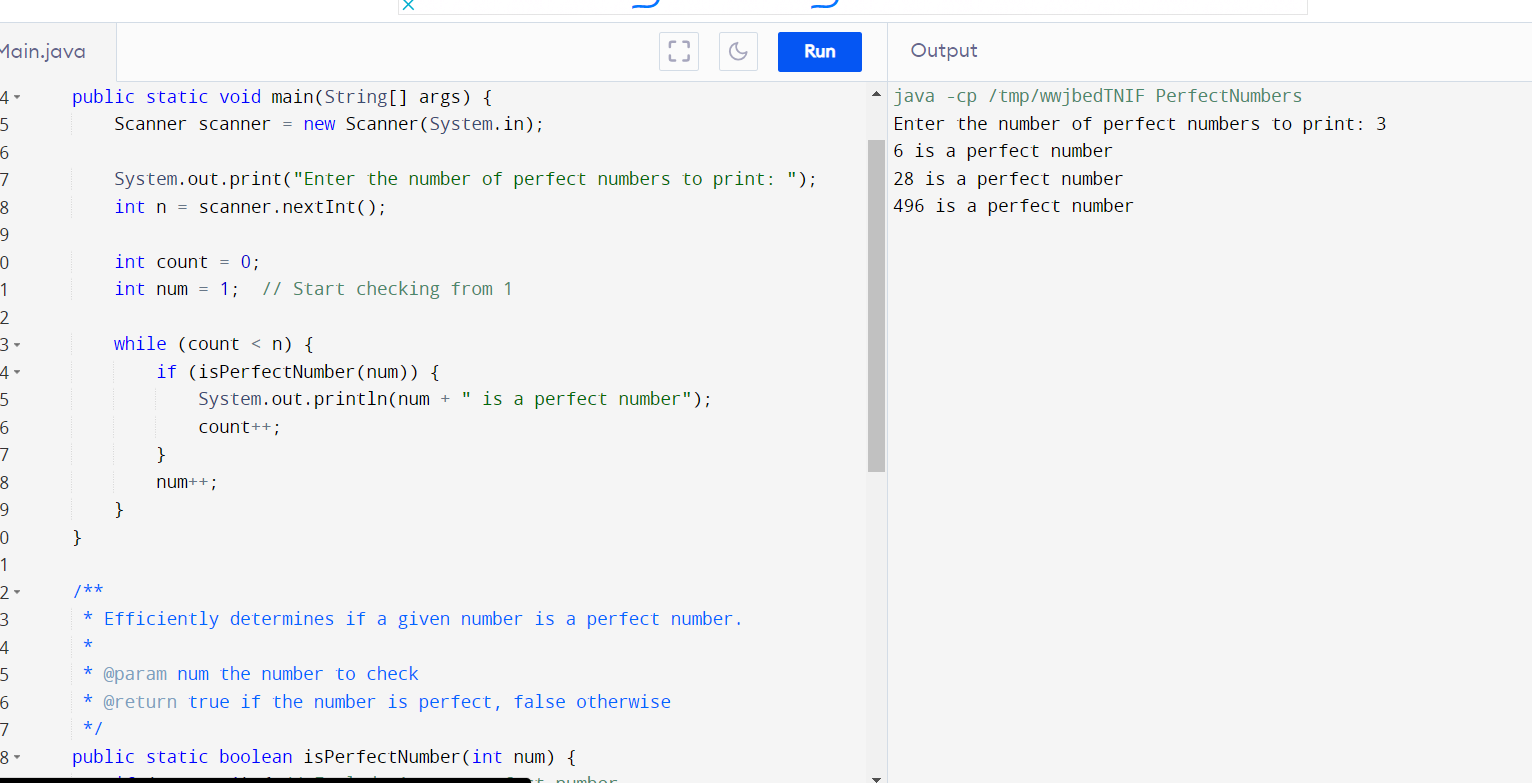 Main.java
Run
Output
4 public static void main(String[] args) {
5 Scanner scanner = new Scanner(System.in);
6
7 System.out.print("Enter the number of perfect numbers to print: ");
8 int n = scanner.nextInt();
9
0 int count = 0;
1 int num = 1;  // Start checking from 1
2
3 while (count < n) {
4 if (isPerfectNumber(num)) {
5 System.out.println(num + " is a perfect number");
6 count++;
7 }
8 num++;
9 }
0 }
1
2 /**
3 * Efficiently determines if a given number is a perfect number.
4 *
5 * @param num the number to check
6 * @return true if the number is perfect, false otherwise
7 */
8 public static boolean isPerfectNumber(int num) {
number
java -cp /tmp/wwjbedTNIF PerfectNumbers
Enter the number of perfect numbers to print: 3
6 is a perfect number
28 is a perfect number
496 is a perfect number